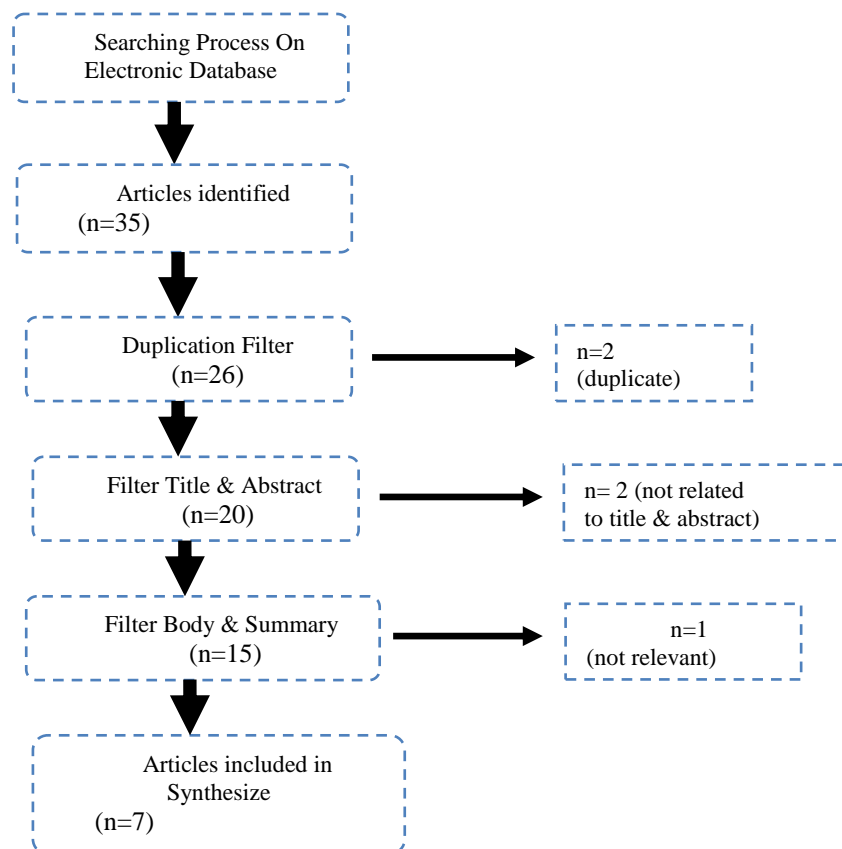 Searching Process On
Electronic Database
Articles identified
(n=35)
Duplication Filter
(n=26)
n=2
(duplicate)
Filter Title & Abstract
(n=20)
n= 2 (not related
to title & abstract)
Filter Body & Summary
(n=15)
n=1
(not relevant)
Articles included in
Synthesize
(n=7)